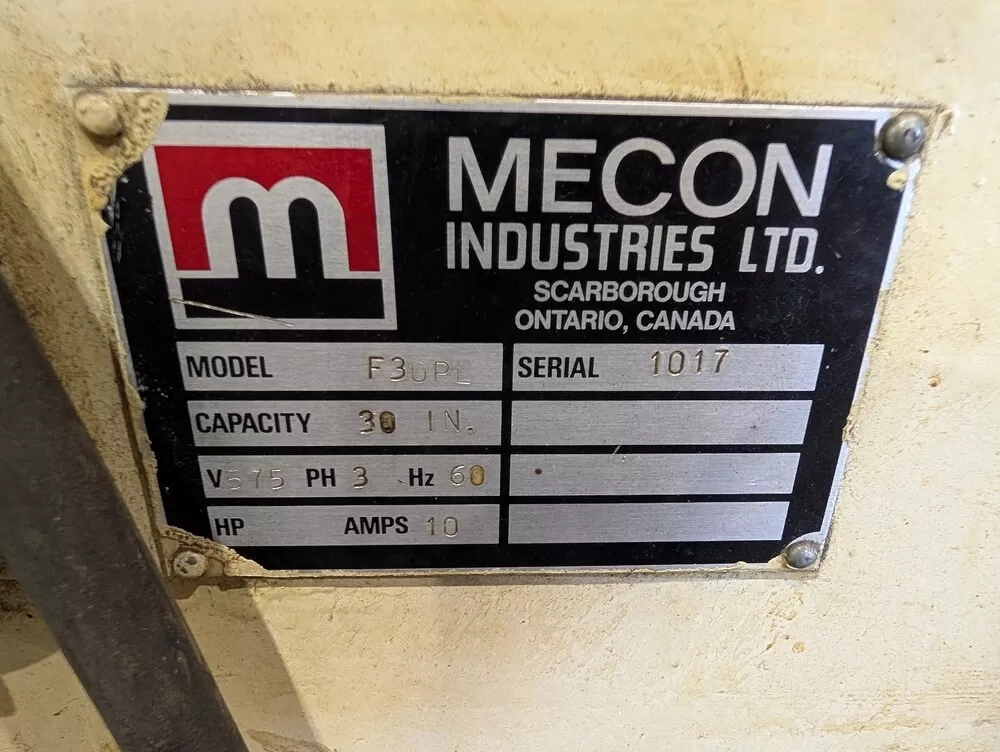 m
MECON
INDUSTRIES LTD.
SCARBOROUGH
ONTARIO, CANADA
MODEL F30PL SERIAL 1017
CAPACITY 30 IN.
V 575 PH 3 Hz 60
HP AMPS 10